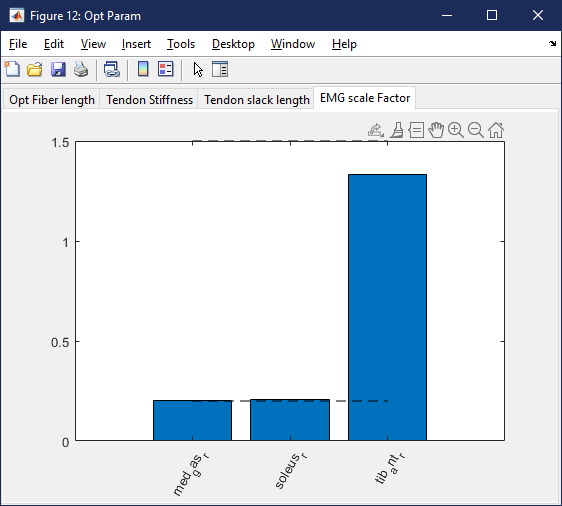 Figure 12: Opt Param
File Edit View Insert Tools Desktop Window Help
Opt Fiber length Tendon Stiffness Tendon slack length EMG scale Factor
1.5
1
0.5
0
med_gas_r soleus_r tib_ant_r